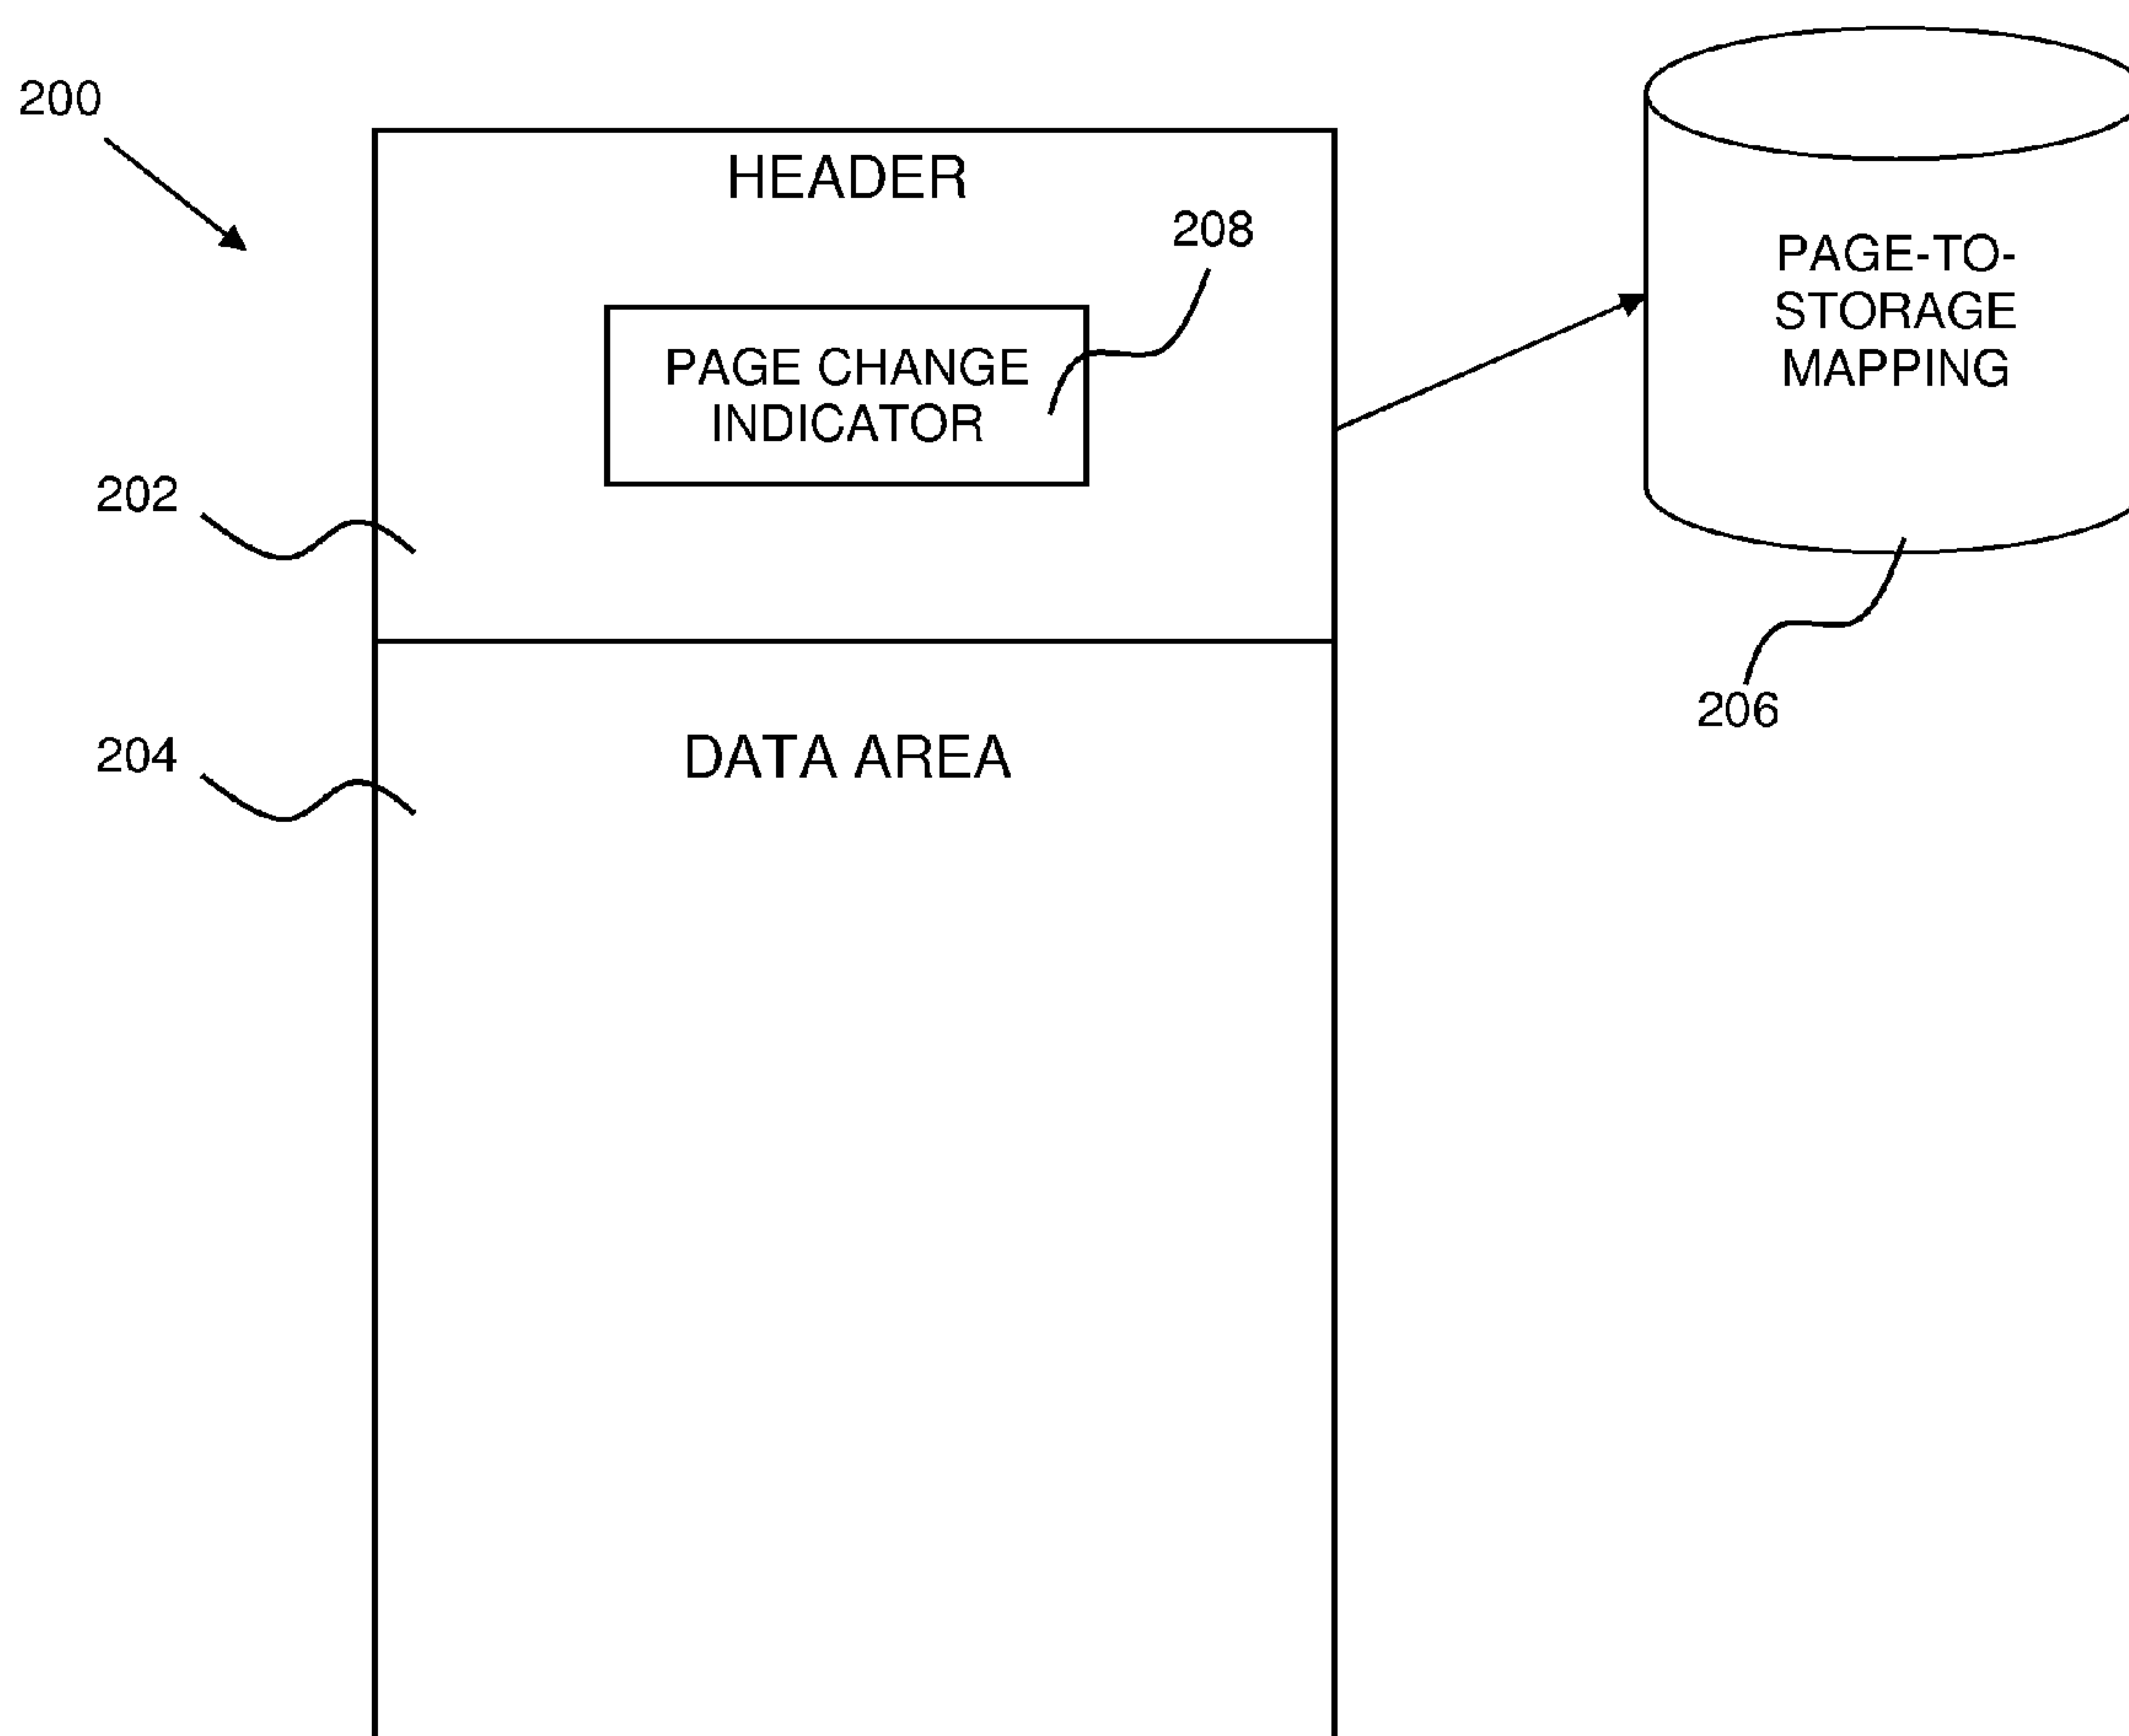 200
HEADER
208
PAGE CHANGE
INDICATOR
202
PAGE-TO-
STORAGE
MAPPING
206
204
DATA AREA